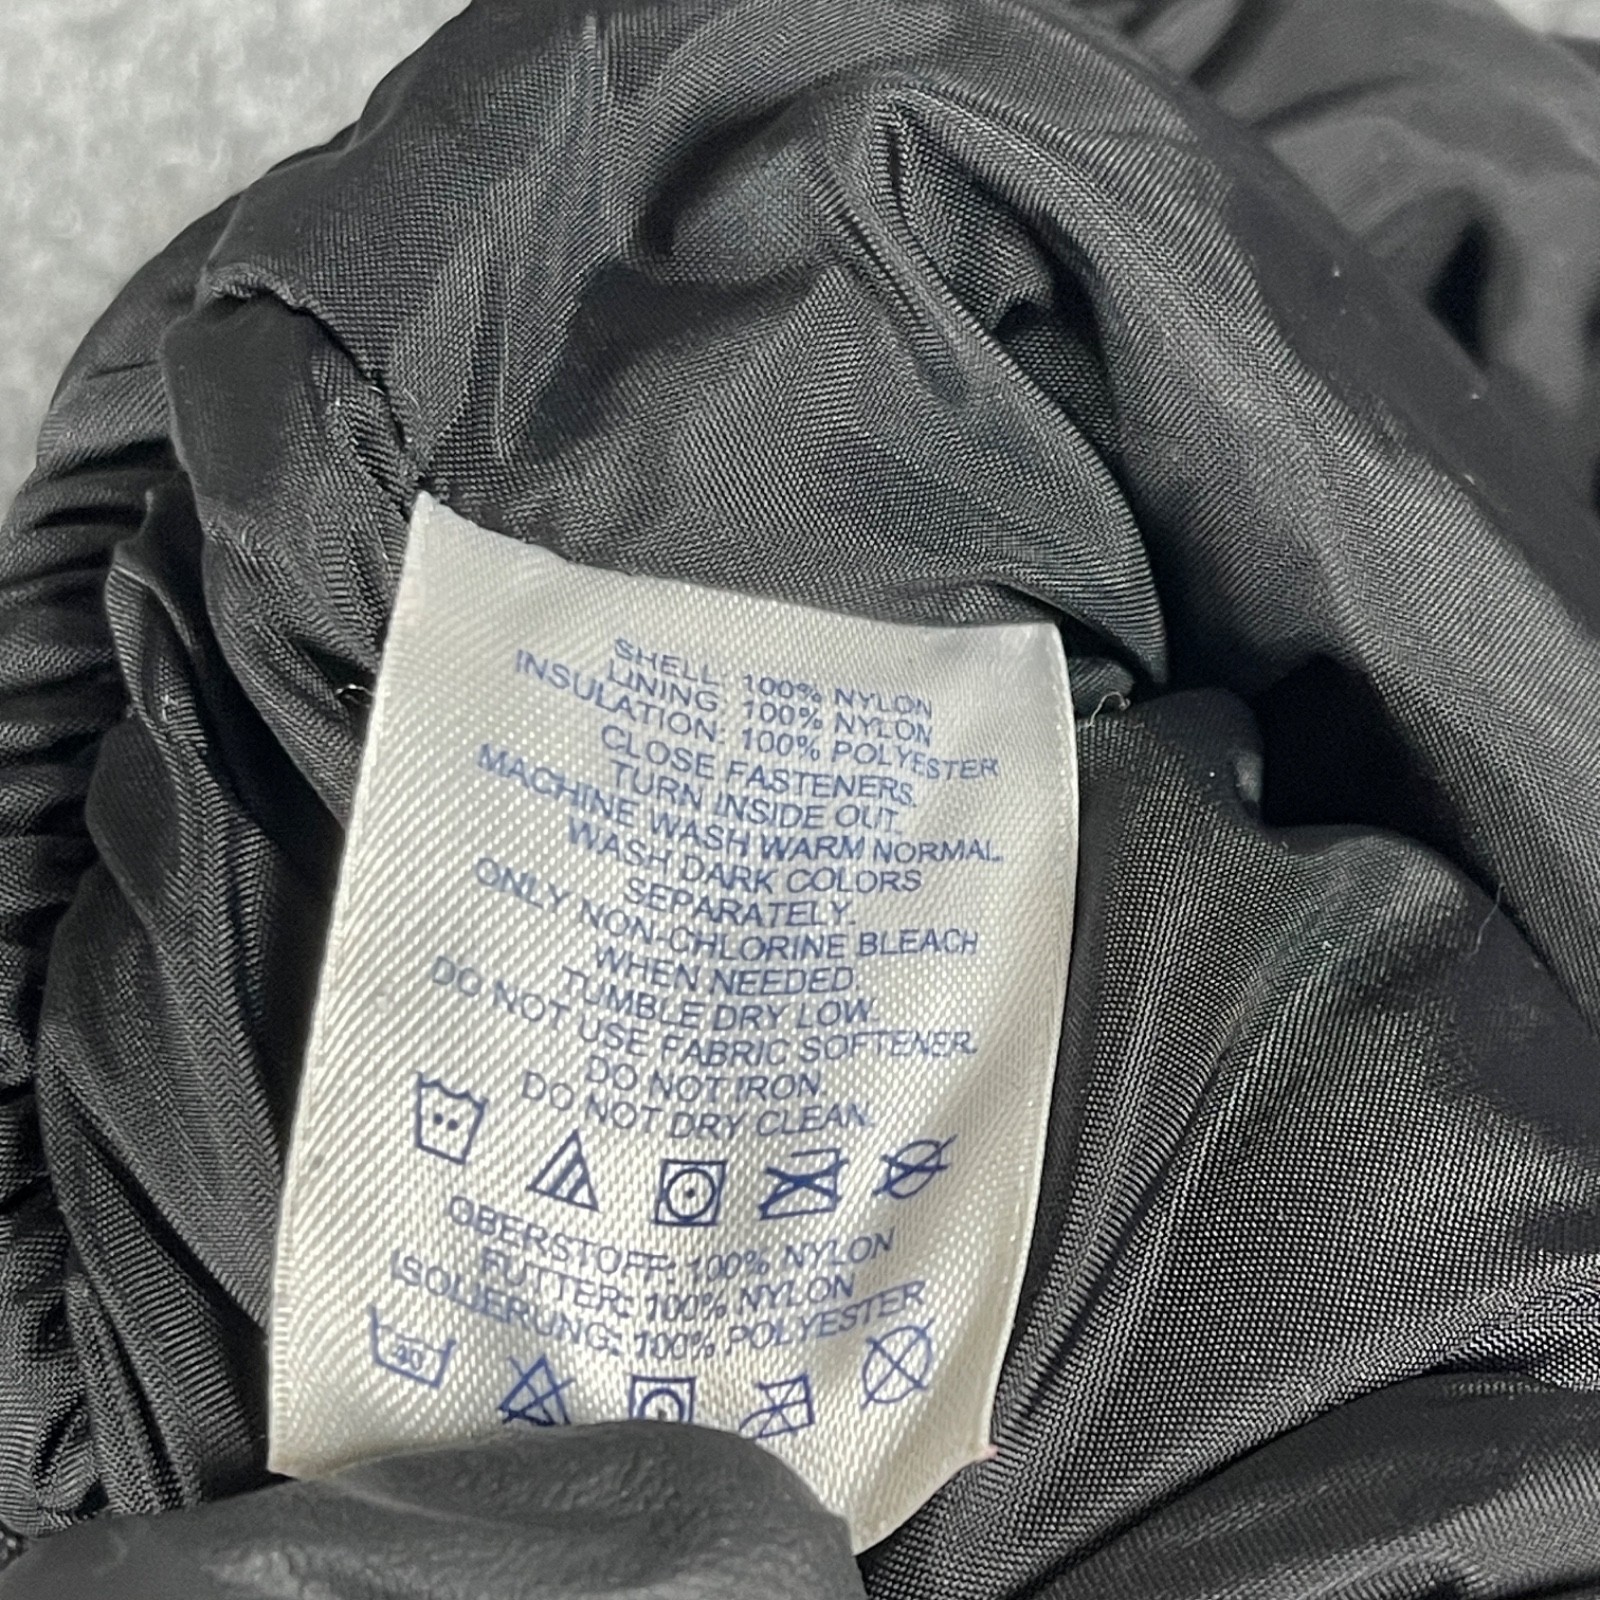 SHELL: 100% NYLON
LINING: 100% NYLON
INSULATION: 100% POLYESTER
CLOSE FASTENERS.
TURN INSIDE OUT.
MACHINE WASH WARM NORMAL
WASH DARK COLORS
SEPARATELY.
ONLY NON-CHLORINE BLEACH
WHEN NEEDED.
TUMBLE DRY LOW.
DO NOT USE FABRIC SOFTENER.
DO NOT IRON
DO NOT DRY CLEAN.
OBERSTOFF: 100% NYLON
FUTTER: 100% NYLON
ISOLIERUNG: 100% POLYESTER
30